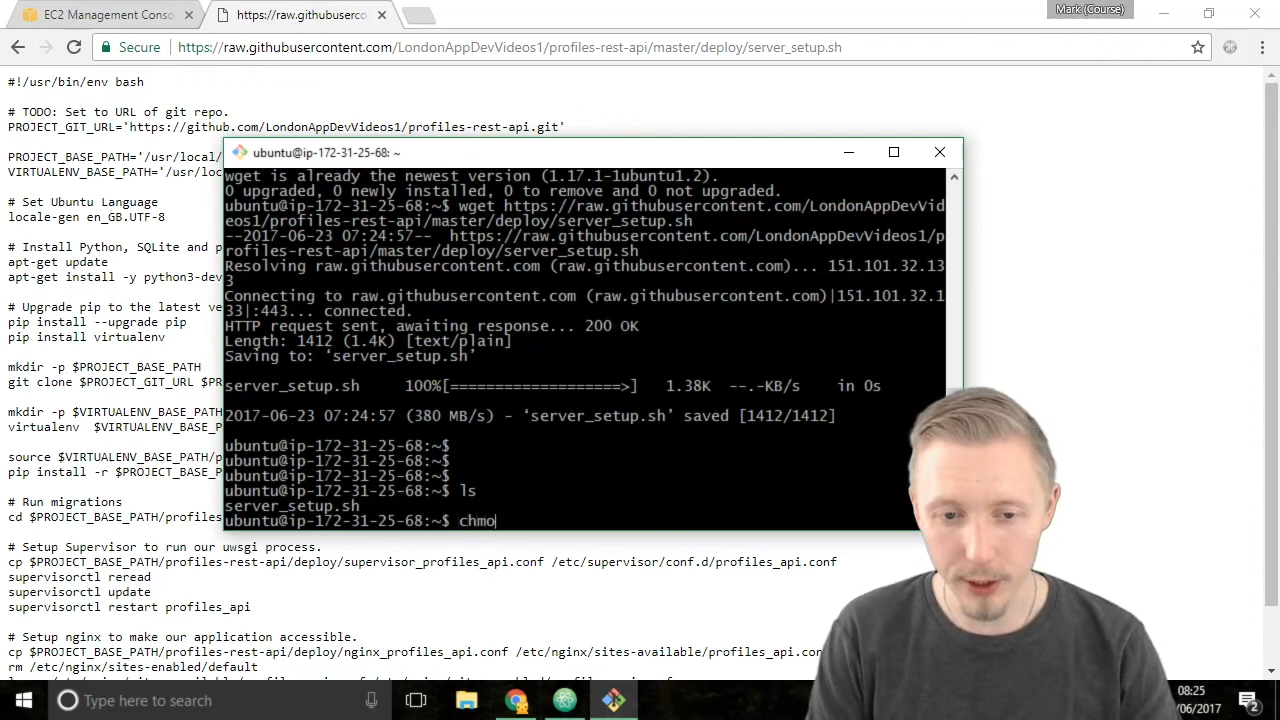 EC2 Management Conso
https://raw.githubuserco
Mark (Course)
Secure https://raw.githubusercontent.com/LondonAppDevVideos1/profiles-rest-api/master/deploy/server_setup.sh
#!/usr/bin/env bash
# TODO: Set to URL of git repo.
PROJECT_GIT_URL='https://github.com/LondonAppDevVideos1/profiles-rest-api.git'
PROJECT_BASE_PATH='/usr/local/
VIRTUALENV_BASE_PATH='/usr/loc
# Set Ubuntu Language
locale-gen en_GB.UTF-8
# Install Python, SQLite and p
apt-get update
apt-get install -y python3-dev
# Upgrade pip to the latest ve
pip install --upgrade pip
pip install virtualenv
mkdir -p $PROJECT_BASE_PATH
git clone $PROJECT_GIT_URL $PR
mkdir -p $VIRTUALENV_BASE_PATH
virtualenv $VIRTUALENV_BASE_PA
source $VIRTUALENV_BASE_PATH/p
pip install -r $PROJECT_BASE_P
# Run migrations
cd $PROJECT_BASE_PATH/profiles
# Setup Supervisor to run our uwsgi process.
cp $PROJECT_BASE_PATH/profiles-rest-api/deploy/supervisor_profiles_api.conf /etc/supervisor/conf.d/profiles_api.conf
supervisorctl reread
supervisorctl update
supervisorctl restart profiles_api
# Setup nginx to make our application accessible.
cp $PROJECT_BASE_PATH/profiles-rest-api/deploy/nginx_profiles_api.conf /etc/nginx/sites-available/profiles_api.con
rm /etc/nginx/sites-enabled/default
ubuntu@ip-172-31-25-68: ~
wget is already the newest version (1.17.1-1ubuntu1.2).
0 upgraded, 0 newly installed, 0 to remove and 0 not upgraded.
ubuntu@ip-172-31-25-68:~$ wget https://raw.githubusercontent.com/LondonAppDevVid
eos1/profiles-rest-api/master/deploy/server_setup.sh
--2017-06-23 07:24:57-- https://raw.githubusercontent.com/LondonAppDevVideos1/p
rofiles-rest-api/master/deploy/server_setup.sh
Resolving raw.githubusercontent.com (raw.githubusercontent.com)... 151.101.32.13
3
Connecting to raw.githubusercontent.com (raw.githubusercontent.com)|151.101.32.1
33|:443... connected.
HTTP request sent, awaiting response... 200 OK
Length: 1412 (1.4K) [text/plain]
Saving to: ‘server_setup.sh’
server_setup.sh 100%[===================>] 1.38K --.-KB/s in 0s
2017-06-23 07:24:57 (380 MB/s) - ‘server_setup.sh’ saved [1412/1412]
ubuntu@ip-172-31-25-68:~$
ubuntu@ip-172-31-25-68:~$
ubuntu@ip-172-31-25-68:~$
ubuntu@ip-172-31-25-68:~$ ls
server_setup.sh
ubuntu@ip-172-31-25-68:~$ chmo
Type here to search
08:25
/06/2017
2